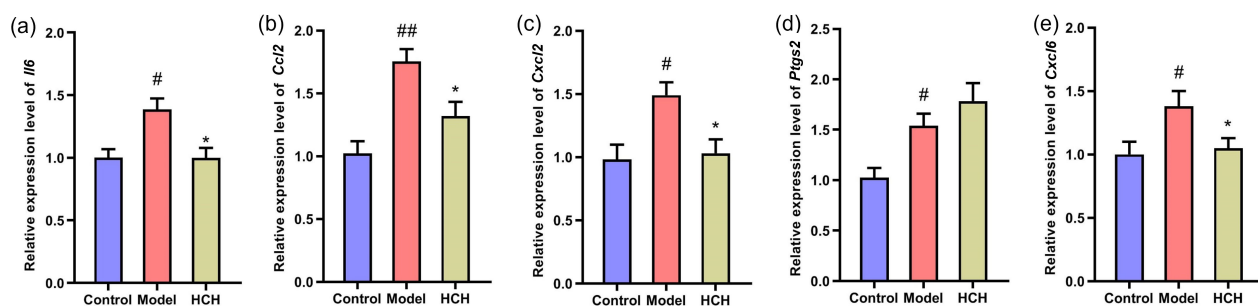 (a)
Relative expression level of Il6
2.0
1.5
1.0
0.5
0.0
#
*
Control Model HCH
(b)
Relative expression level of Ccl2
2.0
1.5
1.0
0.5
0.0
##
*
Control Model HCH
(c)
Relative expression level of Cxcl2
2.0
1.5
1.0
0.5
0.0
#
*
Control Model HCH
(d)
Relative expression level of Ptgs2
2.5
2.0
1.5
1.0
0.5
0.0
#
Control Model HCH
(e)
Relative expression level of Cxcl6
2.0
1.5
1.0
0.5
0.0
#
*
Control Model HCH